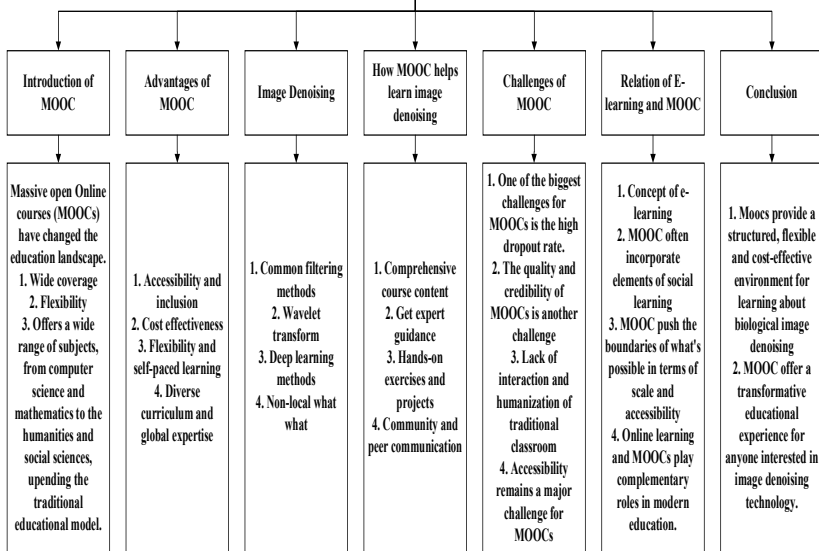 Introduction of
MOOC
Advantages of
MOOC
Image Denoising
How MOOC helps
learn image
denoising
Challenges of
MOOC
Relation of E-
learning and MOOC
Conclusion
Massive open Online
courses (MOOCs)
have changed the
education landscape.
1. Wide coverage
2. Flexibility
3. Offers a wide
range of subjects,
from computer
science and
mathematics to the
humanities and
social sciences,
upending the
traditional
educational model.
1. Accessibility and
inclusion
2. Cost effectiveness
3. Flexibility and
self-paced learning
4. Diverse
curriculum and
global expertise
1. Common filtering
methods
2. Wavelet
transform
3. Deep learning
methods
4. Non-local what
what
1. Comprehensive
course content
2. Get expert
guidance
3. Hands-on
exercises and
projects
4. Community and
peer communication
1. One of the biggest
challenges for
MOOCs is the high
dropout rate.
2. The quality and
credibility of
MOOCs is another
challenge
3. Lack of
interaction and
humanization of
traditional
classroom
4. Accessibility
remains a major
challenge for
MOOCs
1. Concept of e-
learning
2. MOOC often
incorporate
elements of social
learning
3. MOOC push the
boundaries of what's
possible in terms of
scale and
accessibility
4. Online learning
and MOOCs play
complementary
roles in modern
education.
1. Moocs provide a
structured, flexible
and cost-effective
environment for
learning about
biological image
denoising
2. MOOC offer a
transformative
educational
experience for
anyone interested in
image denoising
technology.